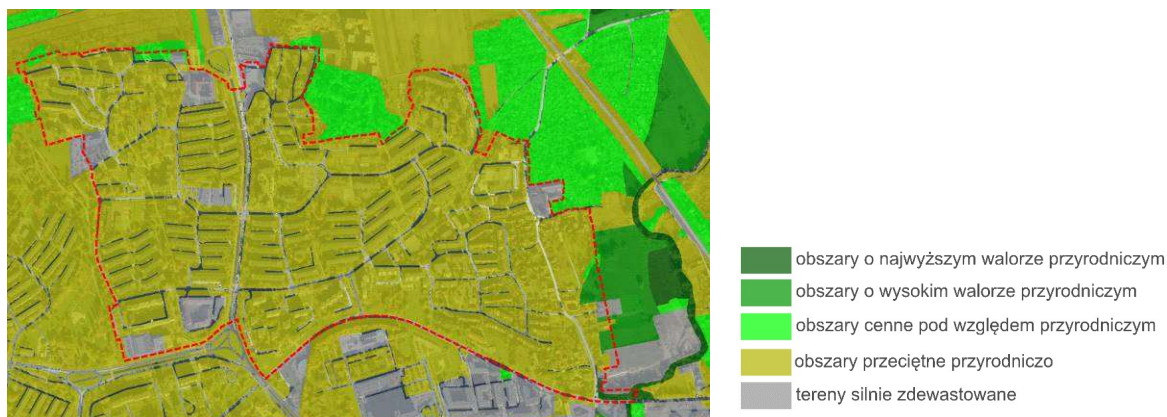 obszary o najwyższym walorze przyrodniczym
obszary o wysokim walorze przyrodniczym
obszary cenne pod względem przyrodniczym
obszary przeciętne przyrodniczo
tereny silnie zdewastowane